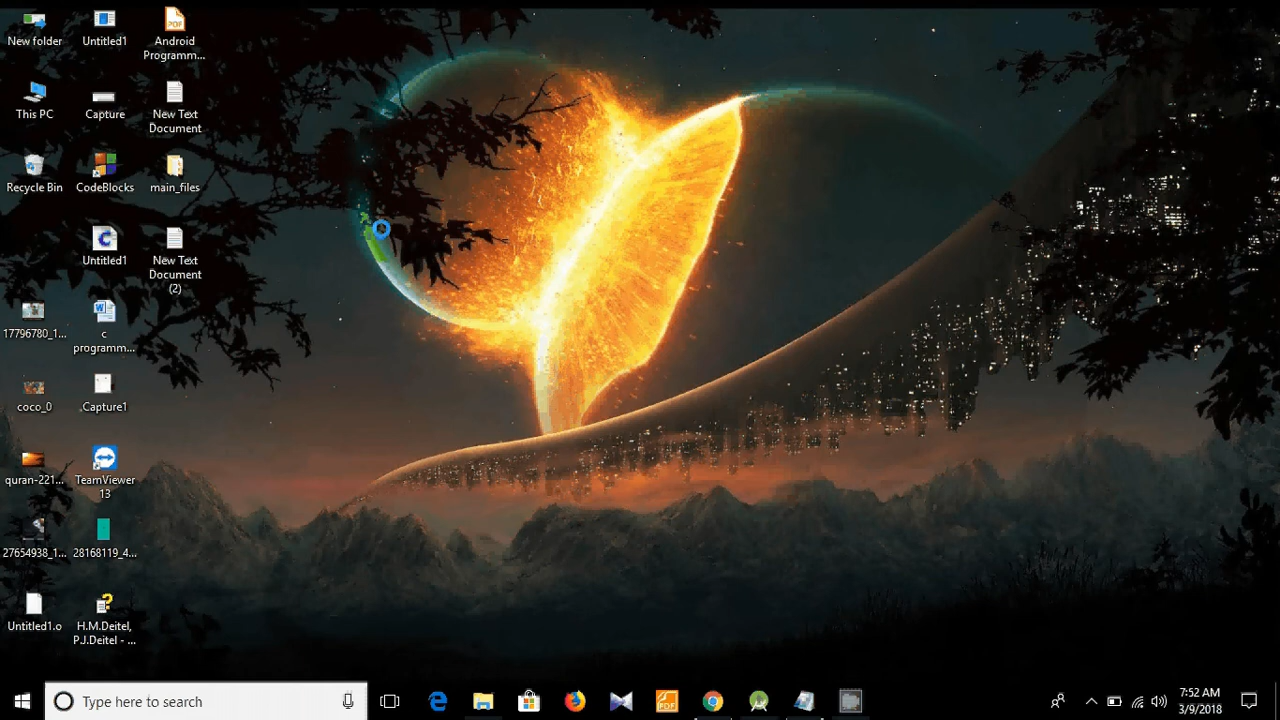 New folder
Untitled1
Android
Programm...
This PC
Capture
New Text
Document
Recycle Bin
CodeBlocks
main_files
Untitled1
New Text
Document
(2)
17796780_1...
c
programm...
coco_0
Capture1
quran-221...
TeamViewer
13
27654938_1...
28168119_4...
Untitled1.o
H.M.Deitel,
P.J.Deitel - ...
Type here to search
PDF
7:52 AM
3/9/2018